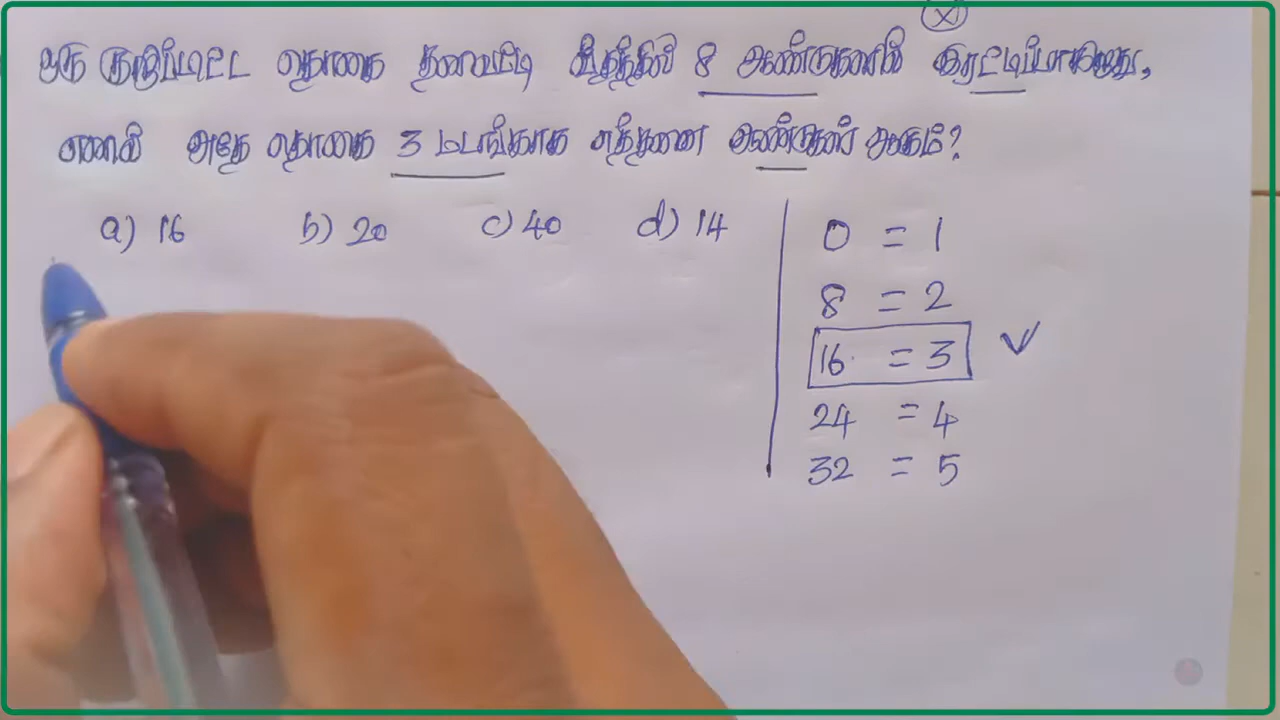 XI
ஒரு குறிப்பிட்ட தொகை தனிவட்டி வீதத்தில் 8 ஆண்டுகளில் இரட்டிப்பாகிறது,
எனில் அதே தொகை 3 மடங்காக எத்தனை ஆண்டுகள் ஆகும்?
a) 16 b) 20 c) 40 d) 14
0 = 1
8 = 2
16 = 3 ✓
24 = 4
32 = 5